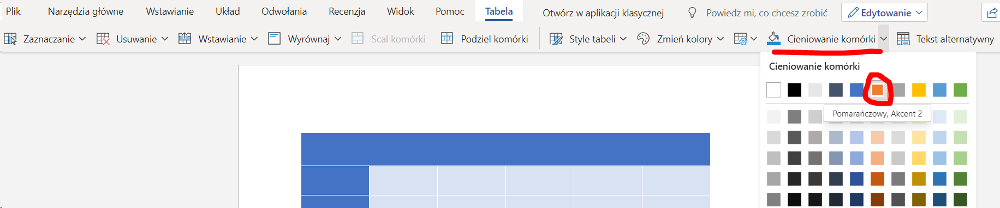 Plik Narzędzia główne Wstawianie Układ Odwołania Recenzja Widok Pomoc Tabela Otwórz w aplikacji klasycznej Powiedz mi, co chcesz zrobić Edytowanie
Zaznaczanie Usuwanie Wstawianie Wyrównaj Scal komórki Podziel komórki Style tabeli Zmień kolory Cieniowanie komórki Tekst alternatywny
Cieniowanie komórki
Pomarańczowy, Akcent 2